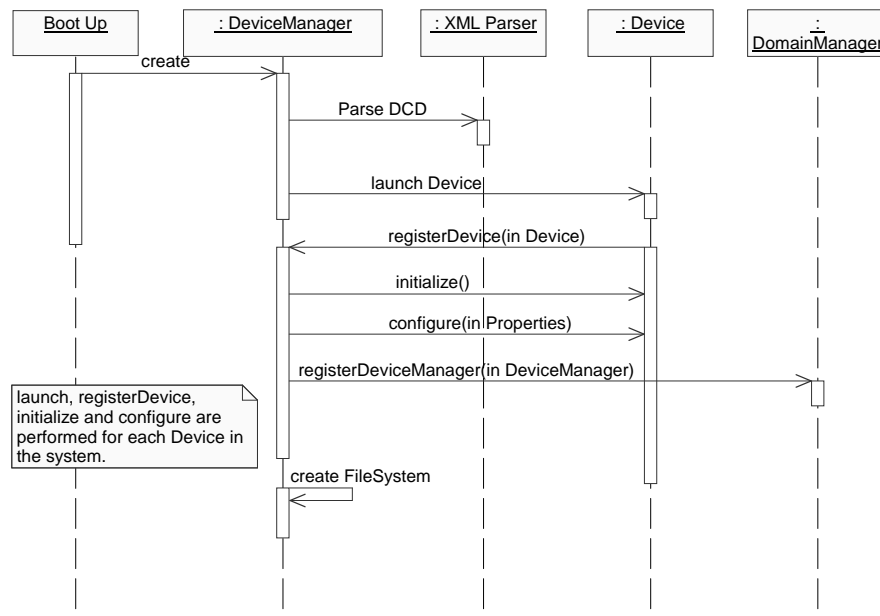 Boot Up
: DeviceManager
: XML Parser
: Device
:
DomainManager
create
Parse DCD
launch Device
registerDevice(in Device)
initialize()
configure(in Properties)
registerDeviceManager(in DeviceManager)
launch, registerDevice,
initialize and configure are
performed for each Device in
the system.
create FileSystem